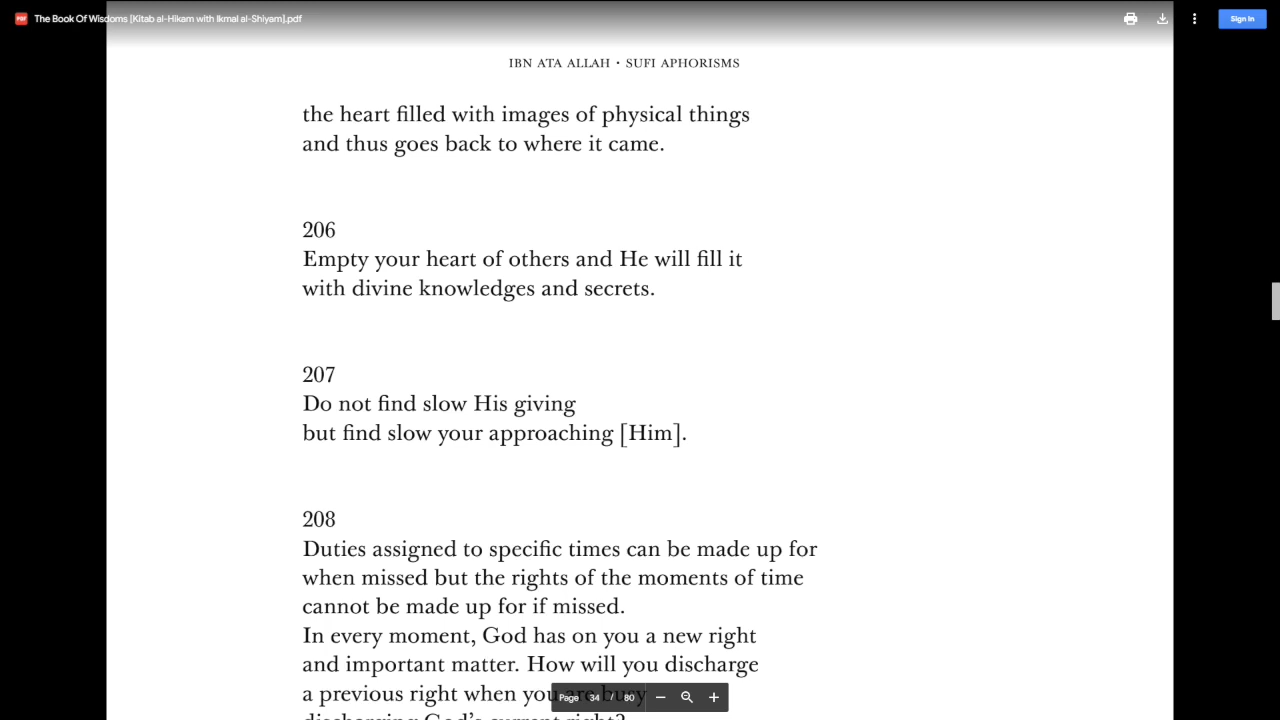 The Book Of Wisdoms [Kitab al-Hikam with Ikmal al-Shiyam].pdf
Sign in
IBN ATA ALLAH • SUFI APHORISMS
the heart filled with images of physical things
and thus goes back to where it came.
206
Empty your heart of others and He will fill it
with divine knowledges and secrets.
207
Do not find slow His giving
but find slow your approaching [Him].
208
Duties assigned to specific times can be made up for
when missed but the rights of the moments of time
cannot be made up for if missed.
In every moment, God has on you a new right
and important matter. How will you discharge
a previous right when you are busy
Page 34 / 80
discharging God's current right?